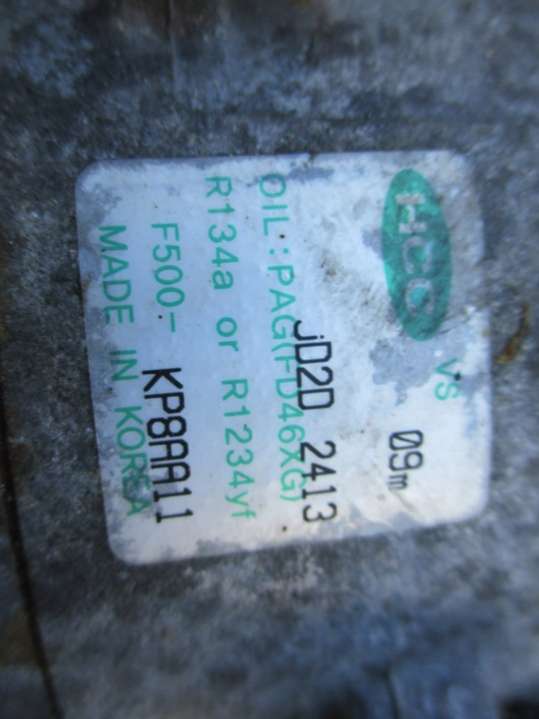 HCC VS 09m
jD2D 2413
OIL : PAG(FD46XG)
R134a or R1234yf
F500- KP8AA11
MADE IN KOREA